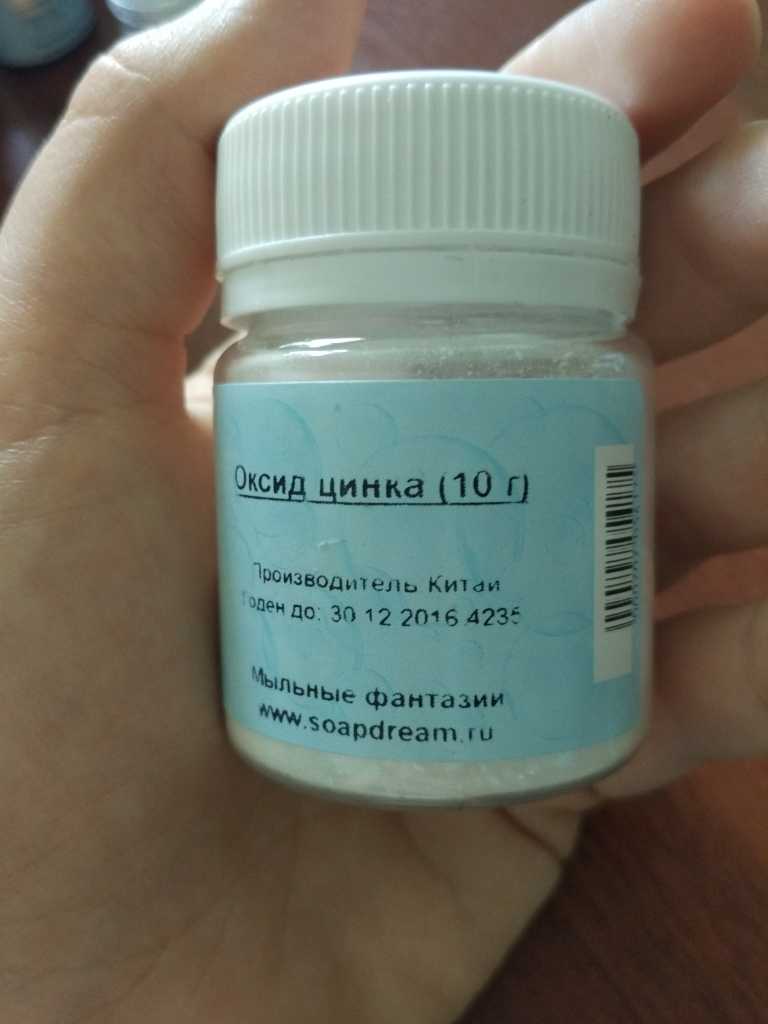 Оксид цинка (10 г)
Производитель Китай
Годен до: 30 12 2016 4235
Мыльные фантазии
www.soapdream.ru